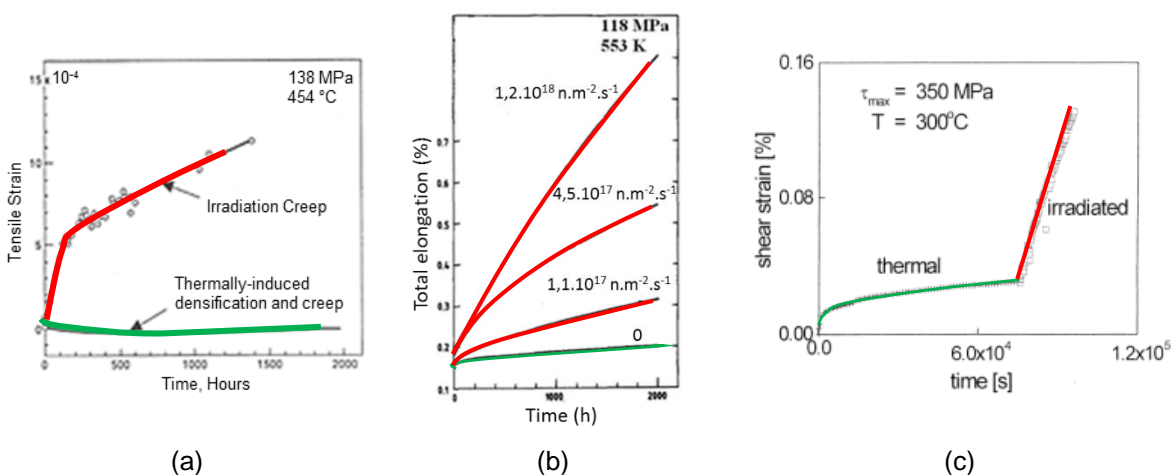 15×10⁻⁴
138 MPa
454 °C
10
5
0
Tensile Strain
Irradiation Creep
Thermally-induced
densification and creep
0 500 1000 1500 2000
Time, Hours
(a)
118 MPa
553 K
1,2.10¹⁸ n.m⁻².s⁻¹
4,5.10¹⁷ n.m⁻².s⁻¹
1,1.10¹⁷ n.m⁻².s⁻¹
0
Total elongation (%)
0.7
0.6
0.5
0.4
0.3
0.2
0.1
0 1000 2000
Time (h)
(b)
0.16
0.08
0.00
shear strain [%]
τmax = 350 MPa
T = 300°C
thermal
irradiated
0.0 6.0x10⁴ 1.2x10⁵
time [s]
(c)